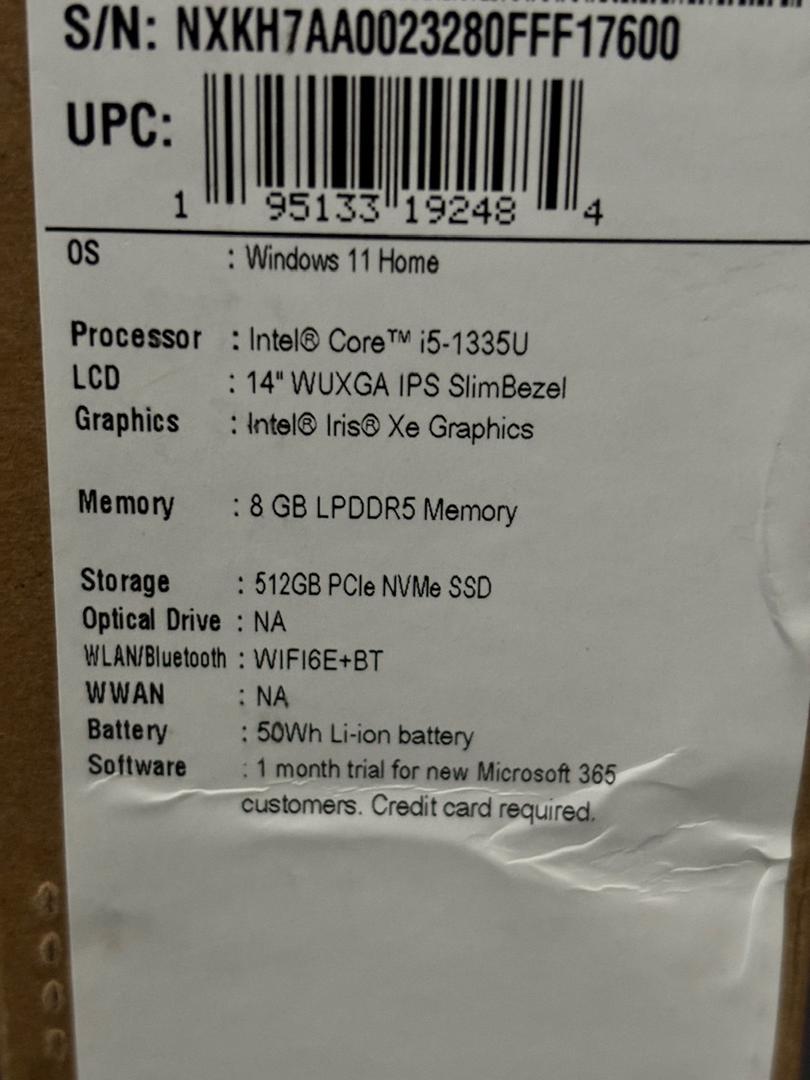 S/N: NXKH7AA0023280FFF17600
UPC:
1 95133 19248 4
OS : Windows 11 Home
Processor : Intel® Core™ i5-1335U
LCD : 14" WUXGA IPS SlimBezel
Graphics : Intel® Iris® Xe Graphics
Memory : 8 GB LPDDR5 Memory
Storage : 512GB PCIe NVMe SSD
Optical Drive : NA
WLAN/Bluetooth : WIFI6E+BT
WWAN : NA
Battery : 50Wh Li-ion battery
Software : 1 month trial for new Microsoft 365
customers. Credit card required.